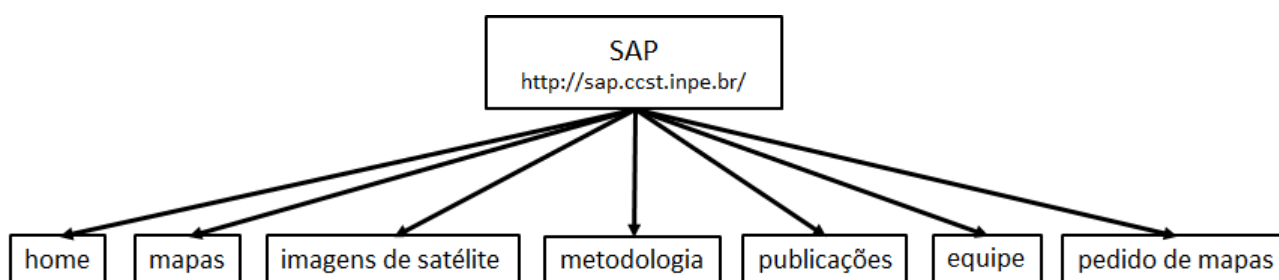 SAP
http://sap.ccst.inpe.br/
home
mapas
imagens de satélite
metodologia
publicações
equipe
pedido de mapas